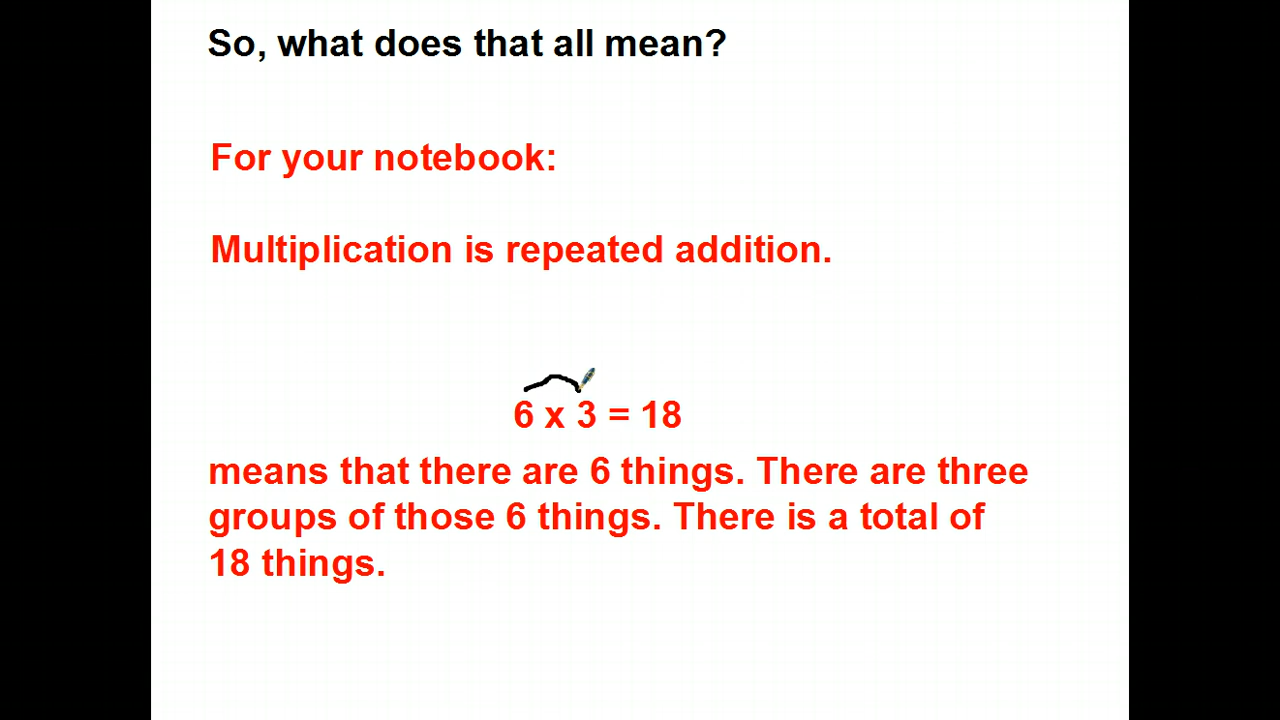 So, what does that all mean?
For your notebook:
Multiplication is repeated addition.
6 x 3 = 18
means that there are 6 things. There are three
groups of those 6 things. There is a total of
18 things.